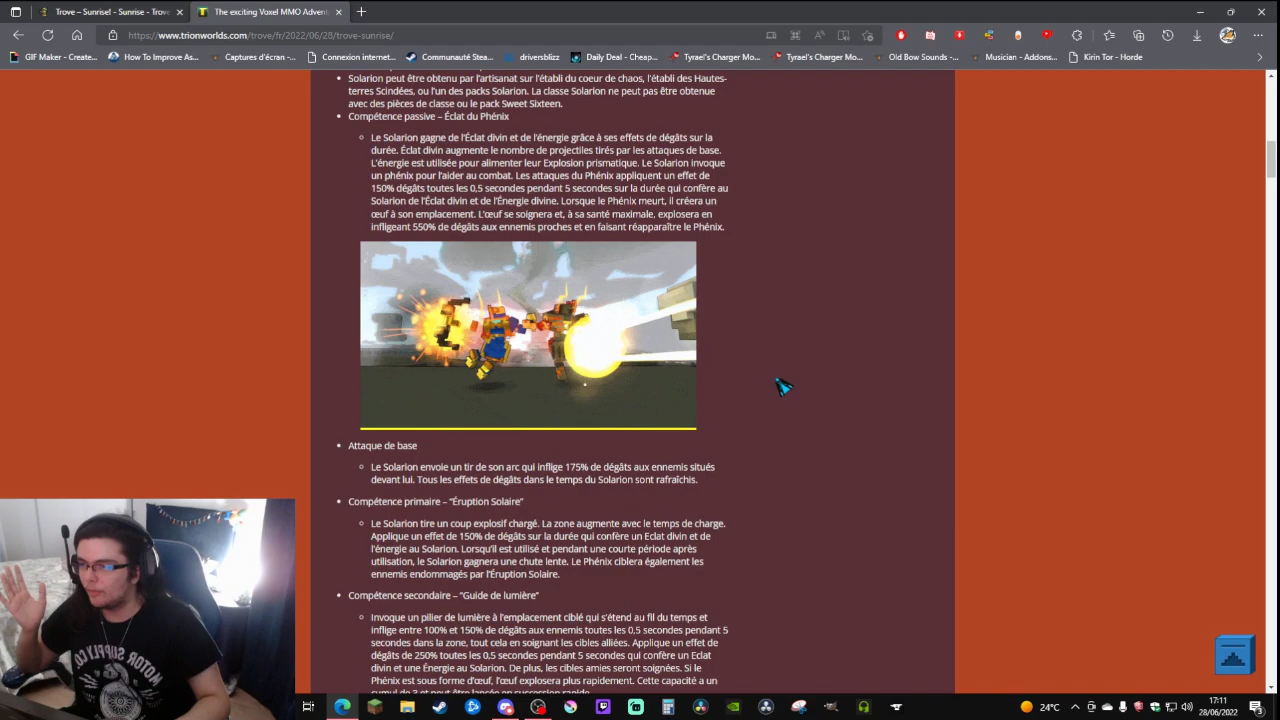 Trove – Sunrise! - Sunrise - Trove
The exciting Voxel MMO Advent
https://www.trionworlds.com/trove/fr/2022/06/28/trove-sunrise/
GIF Maker - Create...
How To Improve As...
Captures d'écran -...
Connexion internet...
Communauté Stea...
driversblizz
Daily Deal - Cheap...
Tyrael's Charger Mo...
Tyrael's Charger Mo...
Old Bow Sounds -...
Musician - Addons...
Kirin Tor - Horde
Solarion peut être obtenu par l'artisanat sur l'établi du coeur de chaos, l'établi des Hautes-
terres Scindées, ou l'un des packs Solarion. La classe Solarion ne peut pas être obtenue
avec des pièces de classe ou le pack Sweet Sixteen.
Compétence passive – Éclat du Phénix
Le Solarion gagne de l'Éclat divin et de l'énergie grâce à ses effets de dégâts sur la
durée. Éclat divin augmente le nombre de projectiles tirés par les attaques de base.
L'énergie est utilisée pour alimenter leur Explosion prismatique. Le Solarion invoque
un phénix pour l'aider au combat. Les attaques du Phénix appliquent un effet de
150% dégâts toutes les 0,5 secondes pendant 5 secondes sur la durée qui confère au
Solarion de l'Éclat divin et de l'Énergie divine. Lorsque le Phénix meurt, il créera un
œuf à son emplacement. L'œuf se soignera et, à sa santé maximale, explosera en
infligeant 550% de dégâts aux ennemis proches et en faisant réapparaître le Phénix.
Attaque de base
Le Solarion envoie un tir de son arc qui inflige 175% de dégâts aux ennemis situés
devant lui. Tous les effets de dégâts dans le temps du Solarion sont rafraîchis.
Compétence primaire – "Éruption Solaire"
Le Solarion tire un coup explosif chargé. La zone augmente avec le temps de charge.
Applique un effet de 150% de dégâts sur la durée qui confère un Eclat divin et de
l'énergie au Solarion. Lorsqu'il est utilisé et pendant une courte période après
utilisation, le Solarion gagnera une chute lente. Le Phénix ciblera également les
ennemis endommagés par l'Éruption Solaire.
Compétence secondaire – "Guide de lumière"
Invoque un pilier de lumière à l'emplacement ciblé qui s'étend au fil du temps et
inflige entre 100% et 150% de dégâts aux ennemis toutes les 0,5 secondes pendant 5
secondes dans la zone, tout cela en soignant les cibles alliées. Applique un effet de
dégâts de 250% toutes les 0,5 secondes pendant 5 secondes qui confère un Eclat
divin et une Énergie au Solarion. De plus, les cibles amies seront soignées. Si le
Phénix est sous forme d'œuf, l'œuf explosera plus rapidement. Cette capacité a un
cumul de 3 et peut être lancée en succession rapide.
MOTOR SUPPLY CO.
24°C
17:11
28/06/2022